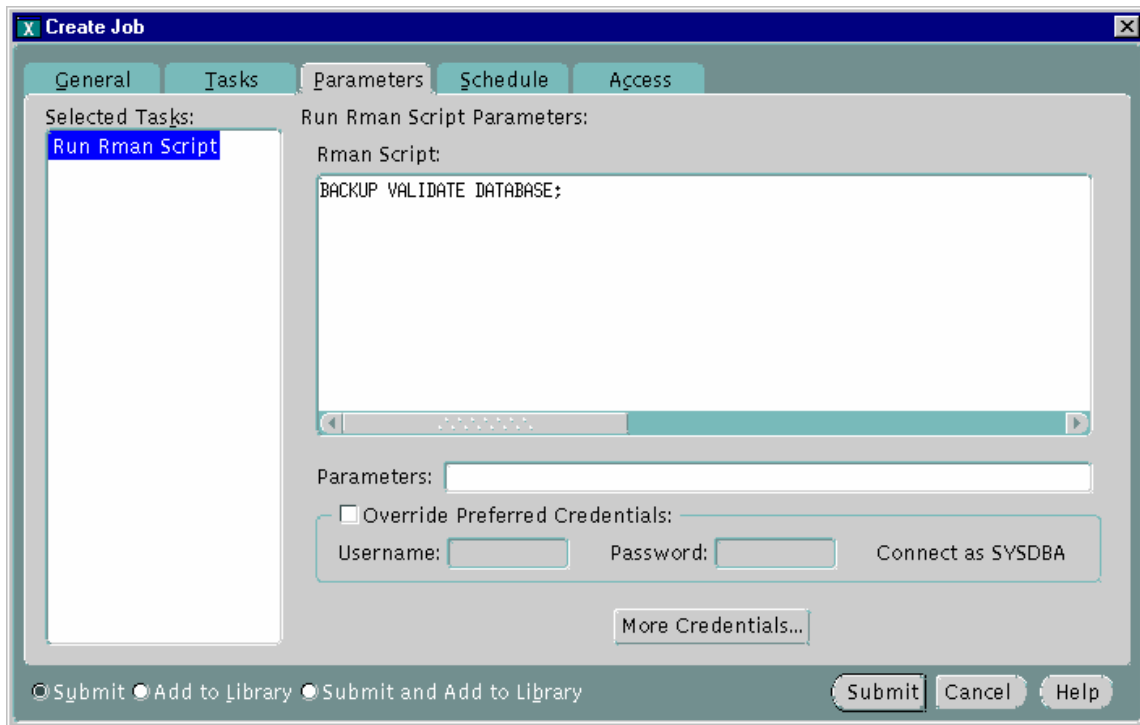 Create Job
General Tasks Parameters Schedule Access
Selected Tasks:
Run Rman Script
Run Rman Script Parameters:
Rman Script:
BACKUP VALIDATE DATABASE;
Parameters:
Override Preferred Credentials:
Username: Password: Connect as SYSDBA
More Credentials...
Submit Add to Library Submit and Add to Library Submit Cancel Help